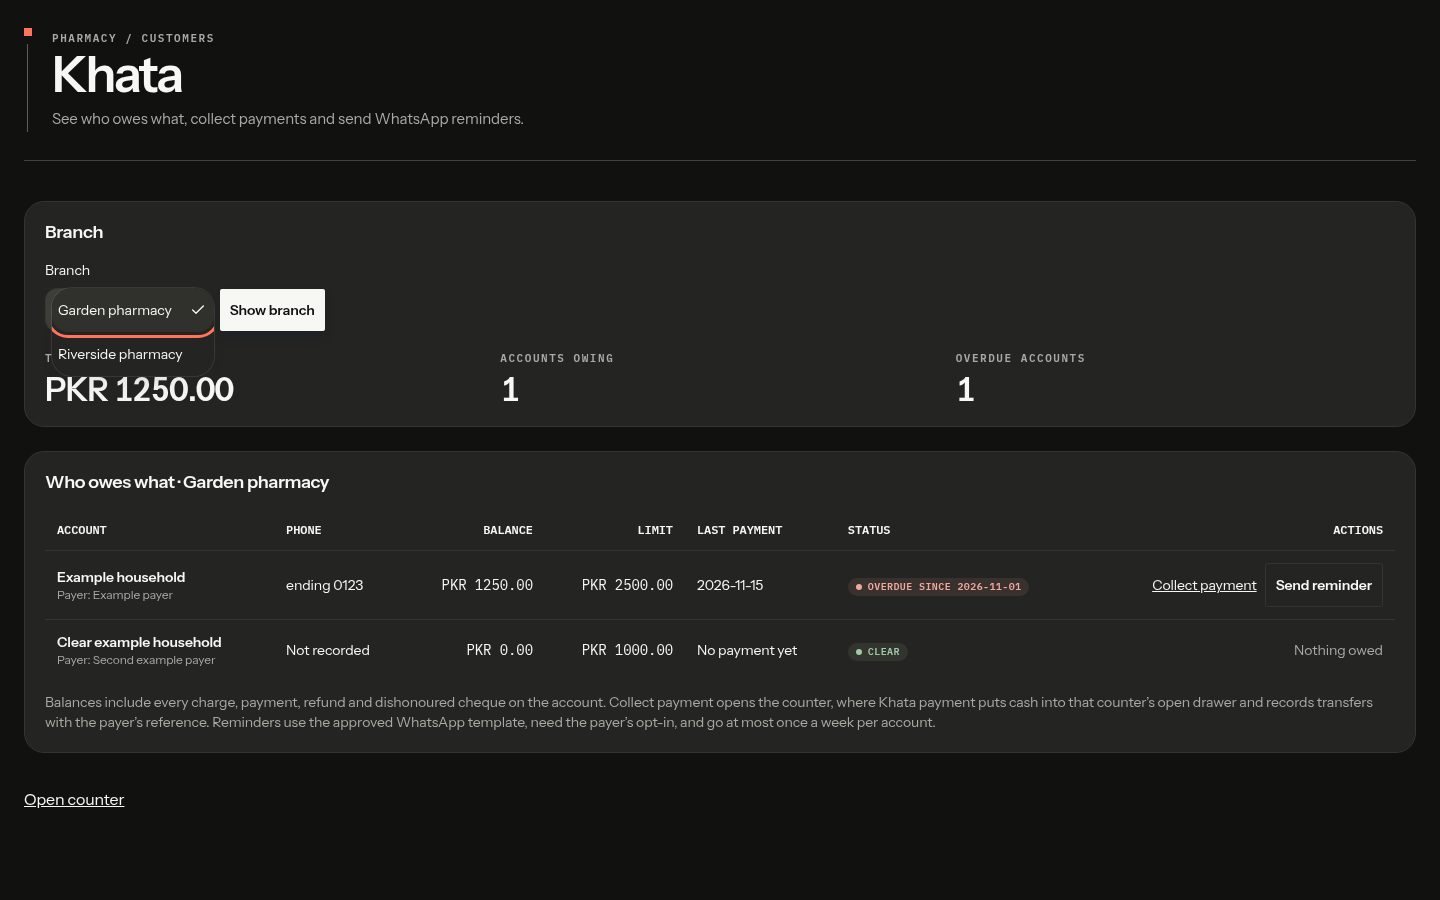 PHARMACY / CUSTOMERS
Khata
See who owes what, collect payments and send WhatsApp reminders.
Branch
Branch
Garden pharmacy
Show branch
Riverside pharmacy
ACCOUNTS OWING
OVERDUE ACCOUNTS
PKR 1250.00
1
1
Who owes what · Garden pharmacy
ACCOUNT PHONE BALANCE LIMIT LAST PAYMENT STATUS ACTIONS
Example household
Payer: Example payer
ending 0123 PKR 1250.00 PKR 2500.00 2026-11-15 OVERDUE SINCE 2026-11-01 Collect payment Send reminder
Clear example household
Payer: Second example payer
Not recorded PKR 0.00 PKR 1000.00 No payment yet CLEAR Nothing owed
Balances include every charge, payment, refund and dishonoured cheque on the account. Collect payment opens the counter, where Khata payment puts cash into that counter’s open drawer and records transfers
with the payer’s reference. Reminders use the approved WhatsApp template, need the payer’s opt-in, and go at most once a week per account.
Open counter